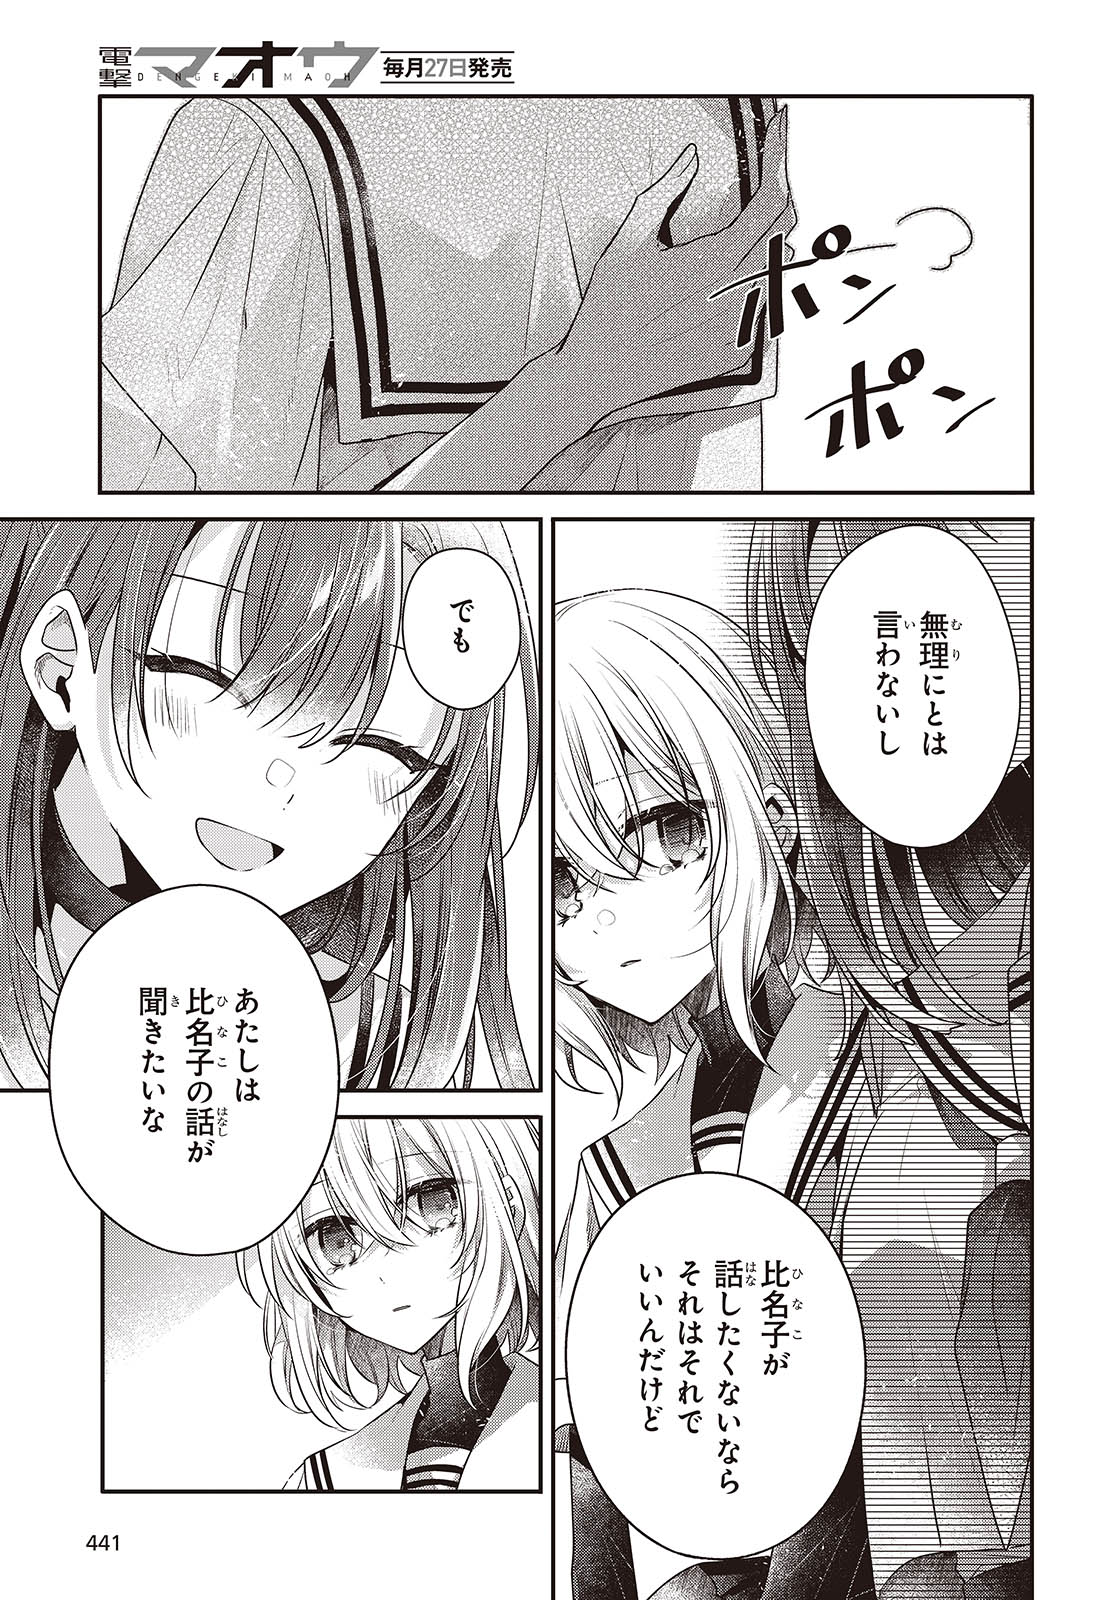 電撃マオウ
DENGEKI MAOH
毎月27日発売
ポン
ポン
無理にとは
言わないし
比名子が
話したくないなら
それはそれで
いいんだけど
でも
あたしは
比名子の話が
聞きたいな
441